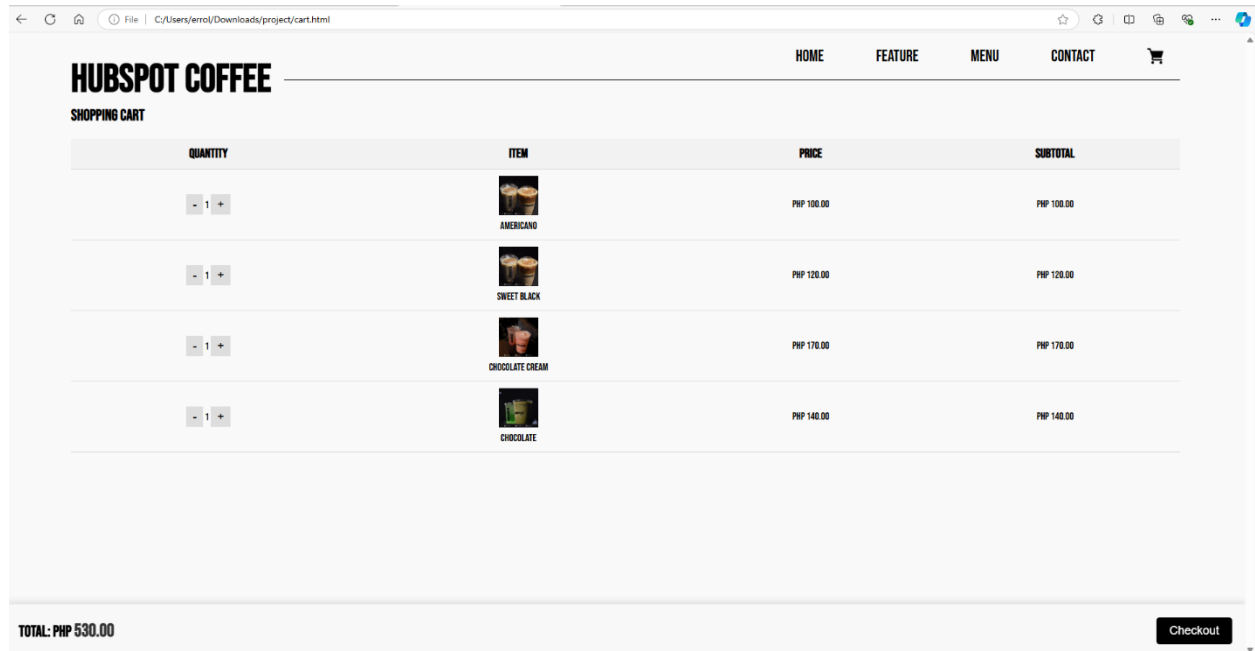 File | C:/Users/errol/Downloads/project/cart.html
HOME FEATURE MENU CONTACT
HUBSPOT COFFEE
SHOPPING CART
QUANTITY ITEM PRICE SUBTOTAL
- 1 + PHP 100.00 PHP 100.00
AMERICANO
- 1 + PHP 120.00 PHP 120.00
SWEET BLACK
- 1 + PHP 170.00 PHP 170.00
CHOCOLATE CREAM
- 1 + PHP 140.00 PHP 140.00
CHOCOLATE
TOTAL: PHP 530.00 Checkout